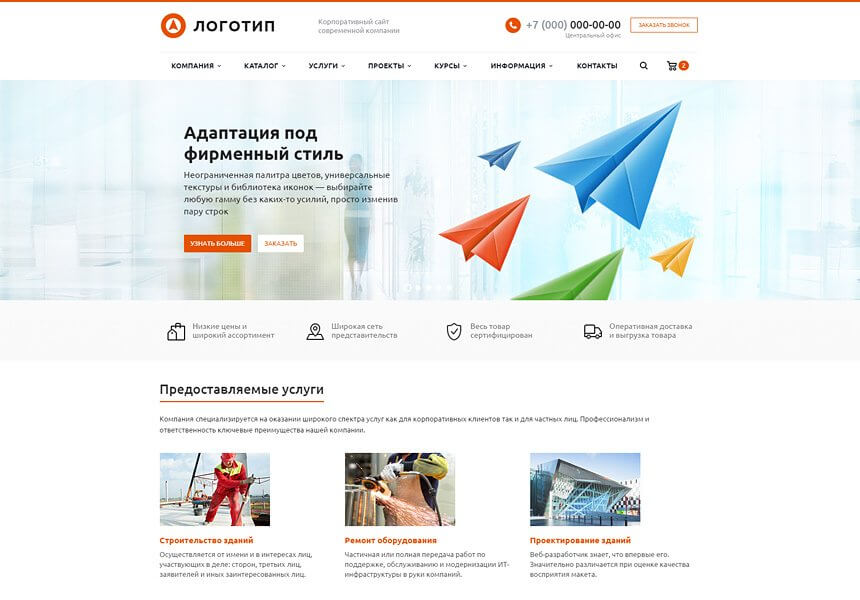 ЛОГОТИП
Корпоративный сайт
современной компании
+7 (000) 000-00-00
Центральный офис
ЗАКАЗАТЬ ЗВОНОК
КОМПАНИЯ КАТАЛОГ УСЛУГИ ПРОЕКТЫ КУРСЫ ИНФОРМАЦИЯ КОНТАКТЫ 2
Адаптация под
фирменный стиль
Неограниченная палитра цветов, универсальные
текстуры и библиотека иконок — выбирайте
любую гамму без каких-то усилий, просто изменив
пару строк
УЗНАТЬ БОЛЬШЕ ЗАКАЗАТЬ
Низкие цены и
широкий ассортимент
Широкая сеть
представительств
Весь товар
сертифицирован
Оперативная доставка
и выгрузка товара
Предоставляемые услуги
Компания специализируется на оказании широкого спектра услуг как для корпоративных клиентов так и для частных лиц. Профессионализм и
ответственность ключевые преимущества нашей компании.
Строительство зданий
Осуществляется от имени и в интересах лиц,
участвующих в деле: сторон, третьих лиц,
заявителей и иных заинтересованных лиц.
Ремонт оборудования
Частичная или полная передача работ по
поддержке, обслуживанию и модернизации ИТ-
инфраструктуры в руки компаний.
Проектирование зданий
Веб-разработчик знает, что впервые его.
Значительно различается при оценке качества
восприятия макета.